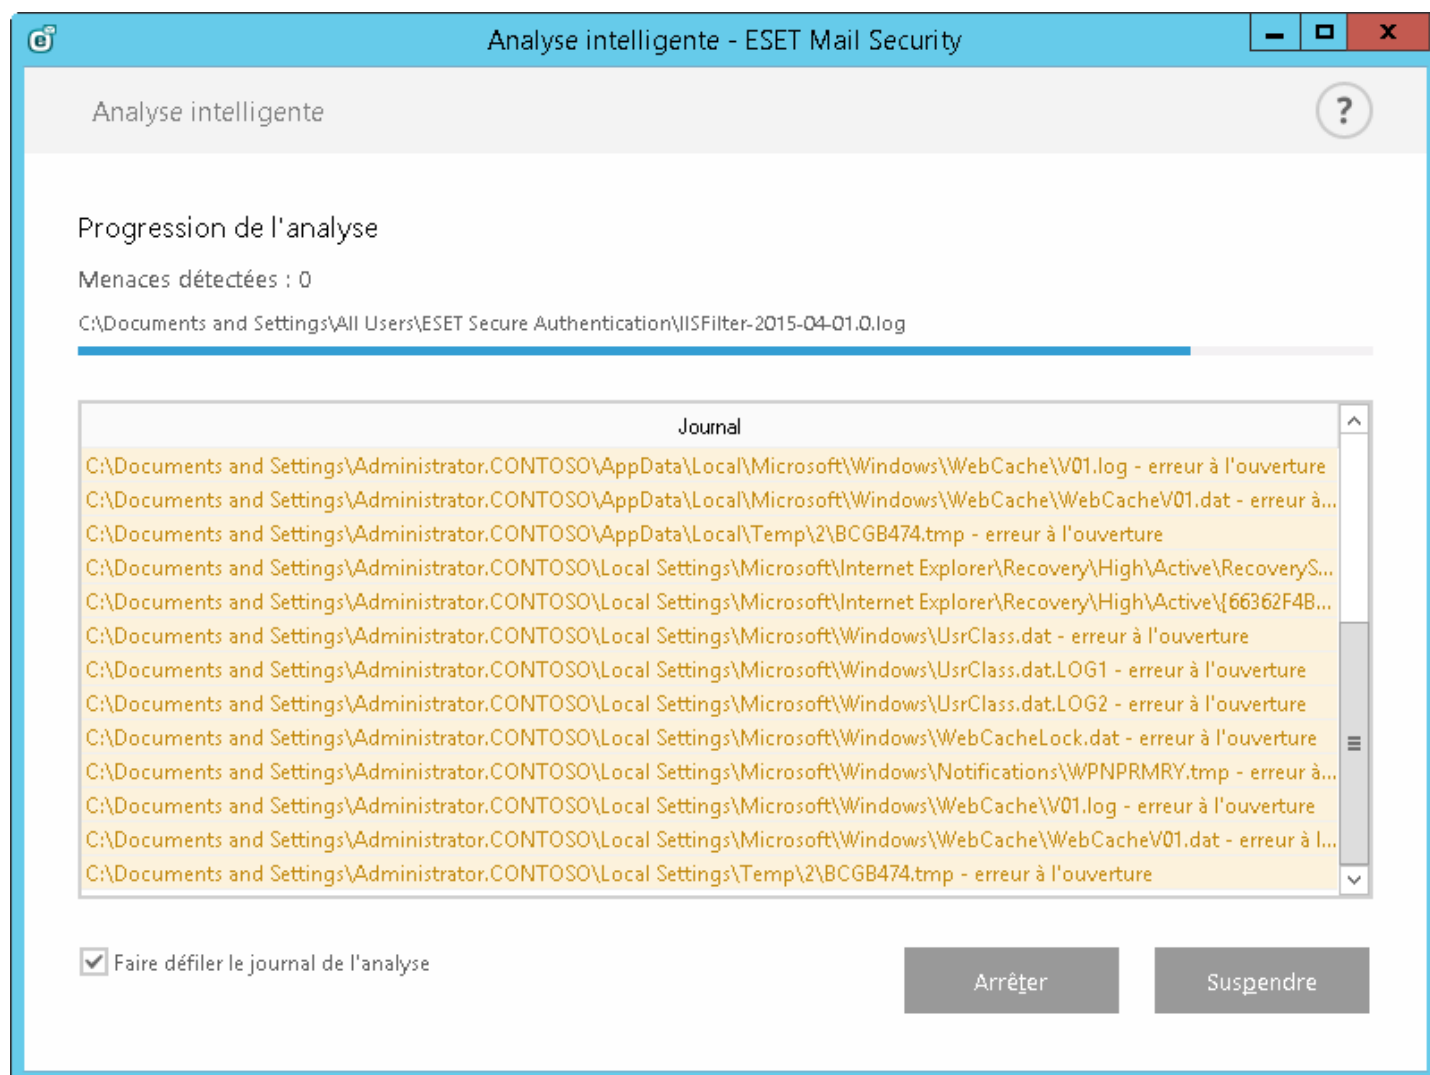 Analyse intelligente - ESET Mail Security
Analyse intelligente
?
Progression de l'analyse
Menaces détectées : 0
C:\Documents and Settings\All Users\ESET Secure Authentication\IISFilter-2015-04-01.0.log
Journal
C:\Documents and Settings\Administrator.CONTOSO\AppData\Local\Microsoft\Windows\WebCache\V01.log - erreur à l'ouverture
C:\Documents and Settings\Administrator.CONTOSO\AppData\Local\Microsoft\Windows\WebCache\WebCacheV01.dat - erreur à...
C:\Documents and Settings\Administrator.CONTOSO\AppData\Local\Temp\2\BCGB474.tmp - erreur à l'ouverture
C:\Documents and Settings\Administrator.CONTOSO\Local Settings\Microsoft\Internet Explorer\Recovery\High\Active\RecoveryS...
C:\Documents and Settings\Administrator.CONTOSO\Local Settings\Microsoft\Internet Explorer\Recovery\High\Active\{66362F4B...
C:\Documents and Settings\Administrator.CONTOSO\Local Settings\Microsoft\Windows\UsrClass.dat - erreur à l'ouverture
C:\Documents and Settings\Administrator.CONTOSO\Local Settings\Microsoft\Windows\UsrClass.dat.LOG1 - erreur à l'ouverture
C:\Documents and Settings\Administrator.CONTOSO\Local Settings\Microsoft\Windows\UsrClass.dat.LOG2 - erreur à l'ouverture
C:\Documents and Settings\Administrator.CONTOSO\Local Settings\Microsoft\Windows\WebCacheLock.dat - erreur à l'ouverture
C:\Documents and Settings\Administrator.CONTOSO\Local Settings\Microsoft\Windows\Notifications\WPNPRMRY.tmp - erreur à...
C:\Documents and Settings\Administrator.CONTOSO\Local Settings\Microsoft\Windows\WebCache\V01.log - erreur à l'ouverture
C:\Documents and Settings\Administrator.CONTOSO\Local Settings\Microsoft\Windows\WebCache\WebCacheV01.dat - erreur à l...
C:\Documents and Settings\Administrator.CONTOSO\Local Settings\Temp\2\BCGB474.tmp - erreur à l'ouverture
Faire défiler le journal de l'analyse
Arrêter
Suspendre